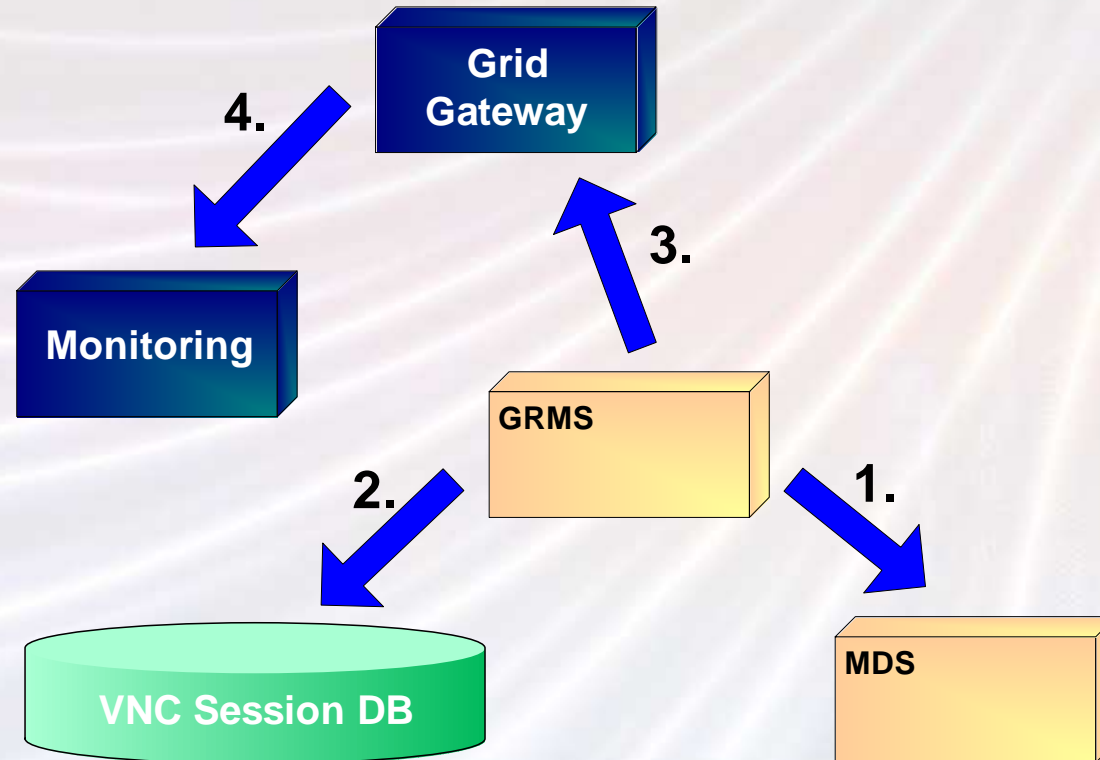 Grid
Gateway
4.
3.
Monitoring
GRMS
2.
1.
VNC Session DB
MDS